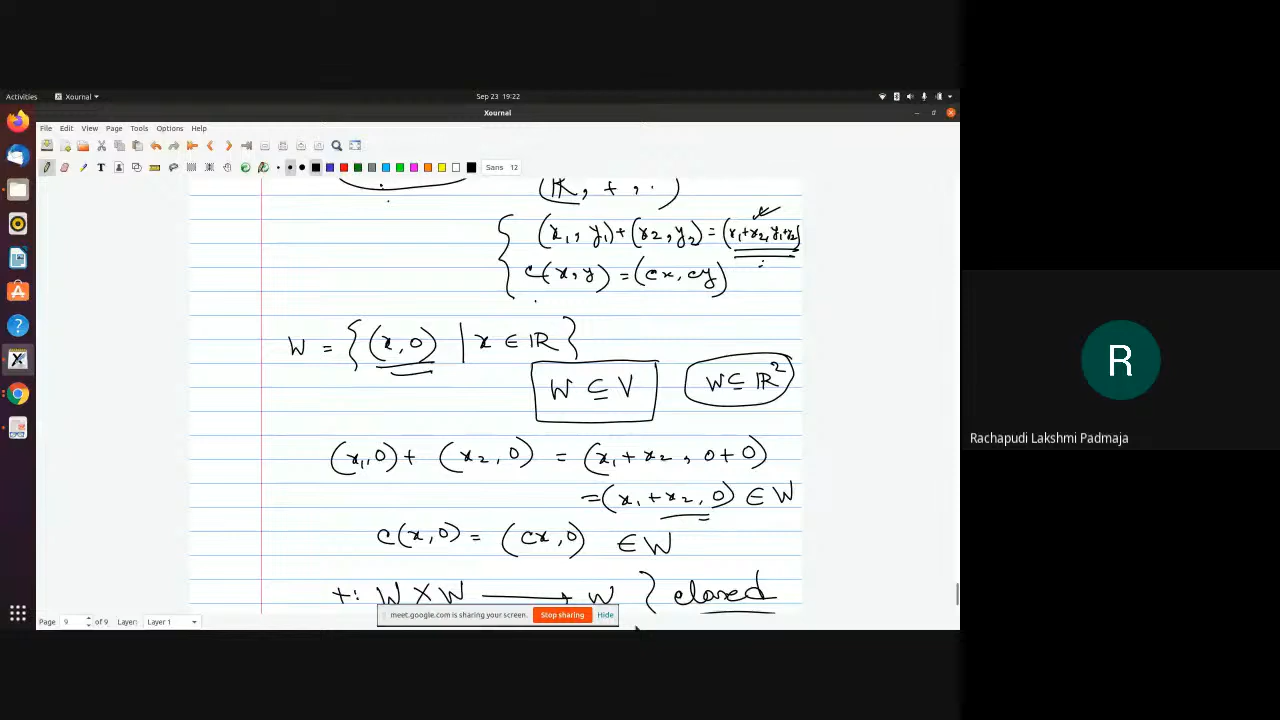 Activities Xournal Sep 23 19:22
Xournal
File Edit View Page Tools Options Help
Sans 12
(ℝ, +, ·)
(x₁, y₁)+(x₂, y₂) = (x₁+x₂, y₁+y₂)
c(x, y) = (cx, cy)
W = {(x, 0) | x ∈ ℝ}
W ⊆ V W ⊆ ℝ²
(x₁, 0) + (x₂, 0) = (x₁ + x₂, 0+0)
= (x₁ + x₂, 0) ∈ W
c(x, 0) = (cx, 0) ∈ W
+: W X W ⟶ W } closed
meet.google.com is sharing your screen. Stop sharing Hide
Page 9 of 9 Layer: Layer 1
R
Rachapudi Lakshmi Padmaja